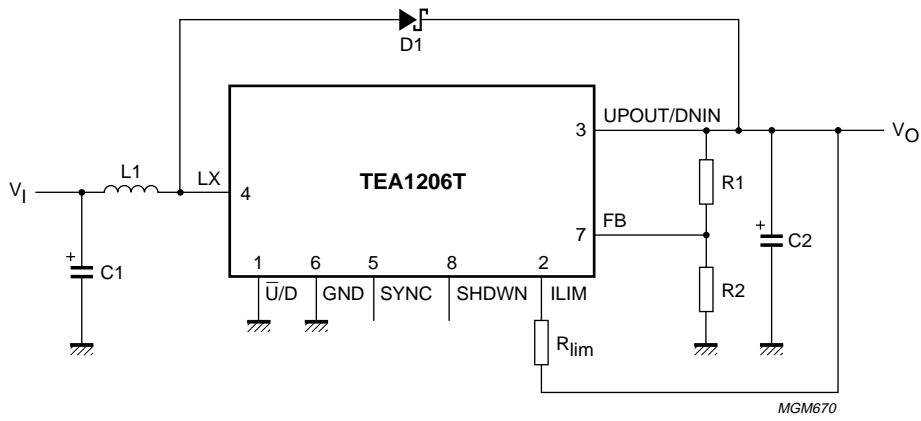 D1
UPOUT/DNIN
3
V_O
L1
LX
V_I
4
TEA1206T
R1
FB
7
C2
C1
1
6
5
8
2
U̅/D
GND
SYNC
SHDWN
ILIM
R2
R_lim
+
+
MGM670